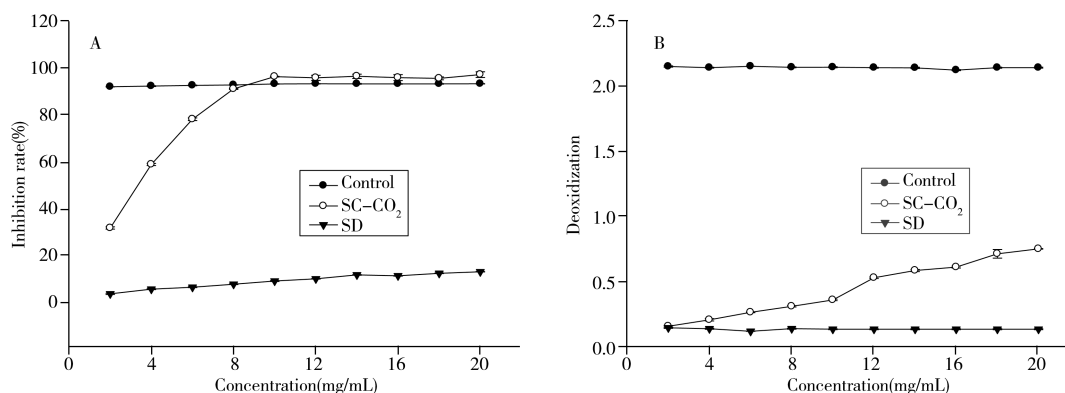 A
120
100
80
60
40
20
0
Inhibition rate(%)
Control
SC-CO₂
SD
0 4 8 12 16 20
Concentration(mg/mL)
B
2.5
2.0
1.5
1.0
0.5
0.0
Deoxidization
Control
SC-CO₂
SD
0 4 8 12 16 20
Concentration(mg/mL)